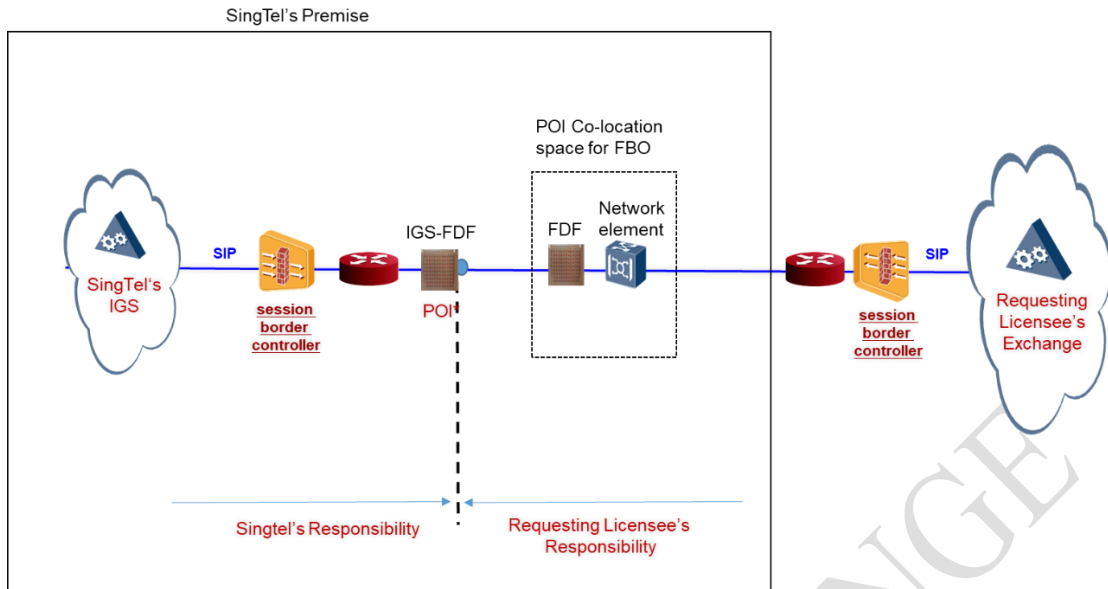 SingTel's Premise
POI Co-location
space for FBO
IGS-FDF
FDF
Network
element
SIP
SIP
SingTel's
IGS
POI*
session
border
controller
session
border
controller
Requesting
Licensee's
Exchange
Singtel's Responsibility
Requesting Licensee's
Responsibility